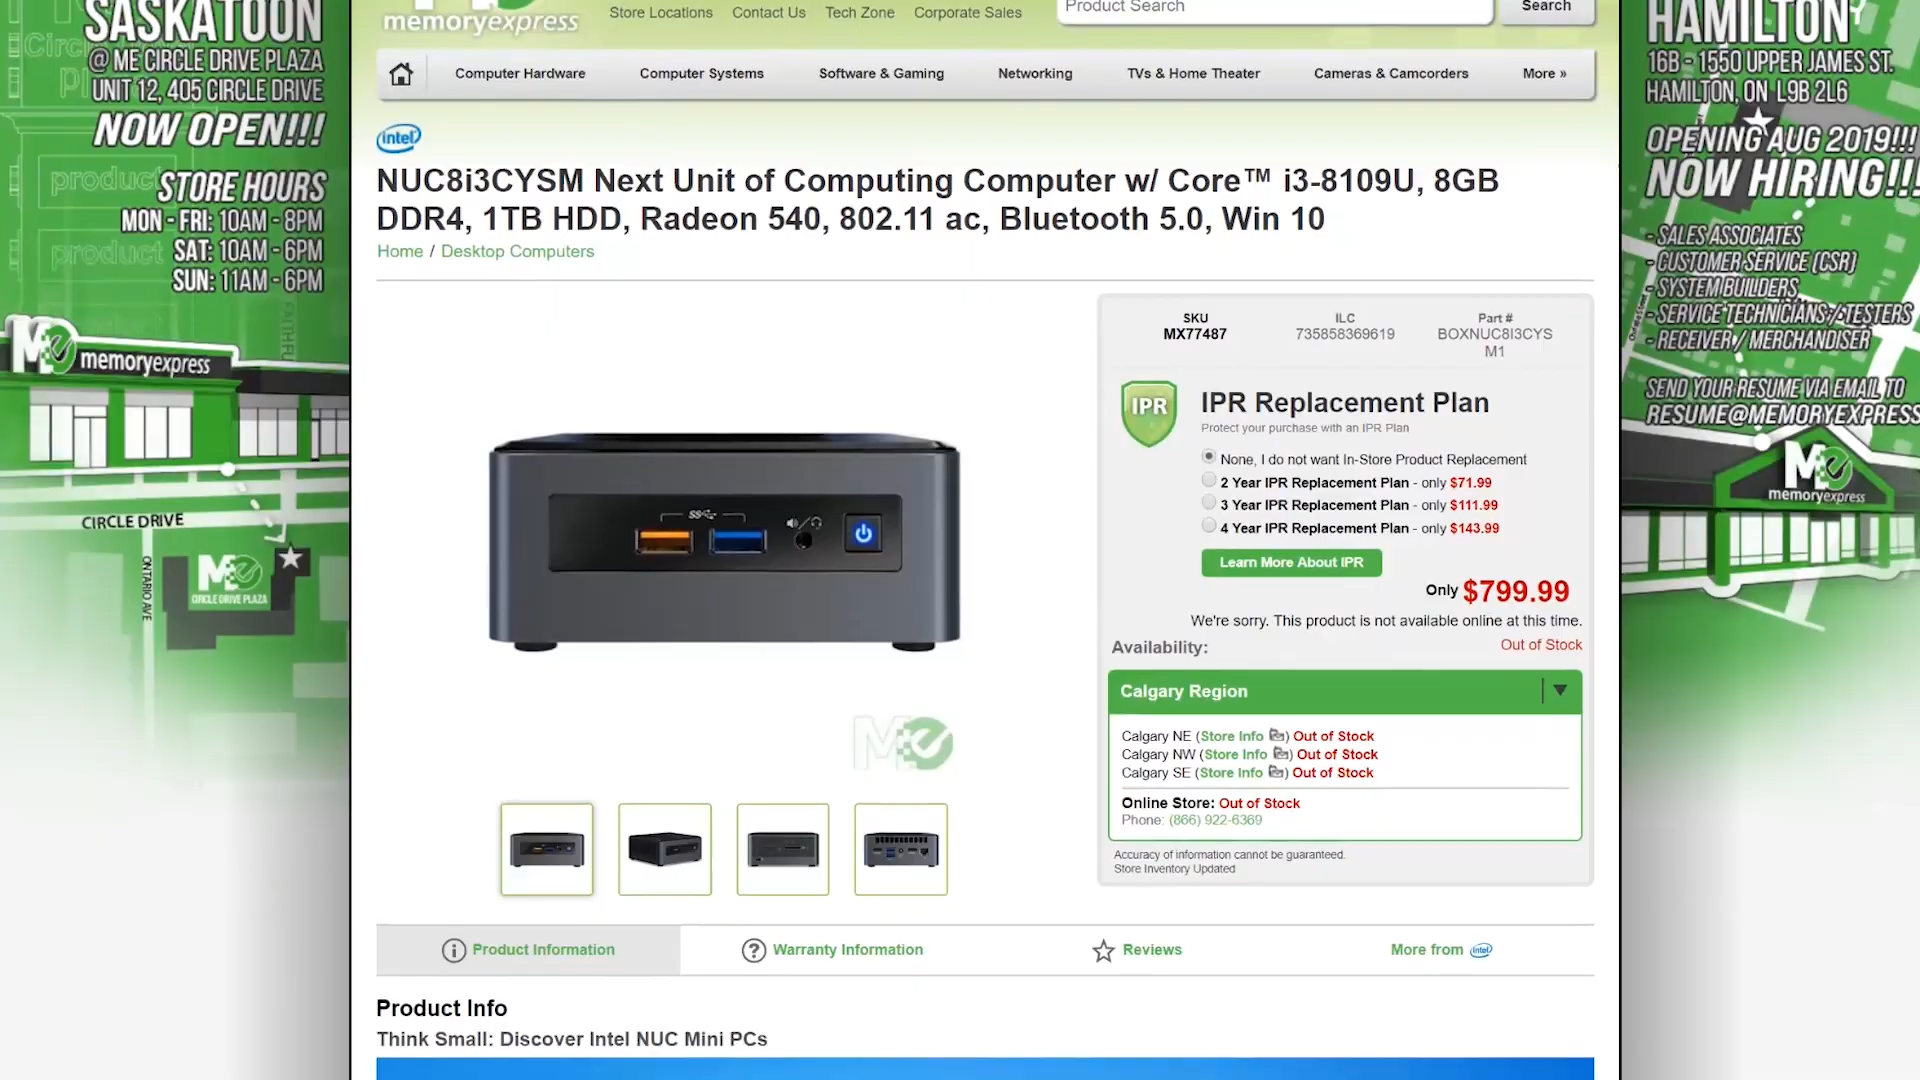 SASKATOON
@ ME CIRCLE DRIVE PLAZA
UNIT 12, 405 CIRCLE DRIVE
NOW OPEN!!!
STORE HOURS
MON - FRI: 10AM - 8PM
SAT: 10AM - 6PM
SUN: 11AM - 6PM
memoryexpress
CIRCLE DRIVE
ONTARIO AVE
CIRCLE DRIVE PLAZA
memoryexpress
Store Locations Contact Us Tech Zone Corporate Sales
Product Search
Search
Computer Hardware Computer Systems Software & Gaming Networking TVs & Home Theater Cameras & Camcorders More »
intel
NUC8i3CYSM Next Unit of Computing Computer w/ Core™ i3-8109U, 8GB
DDR4, 1TB HDD, Radeon 540, 802.11 ac, Bluetooth 5.0, Win 10
Home / Desktop Computers
SKU
MX77487
ILC
735858369619
Part #
BOXNUC8I3CYS
M1
IPR
IPR Replacement Plan
Protect your purchase with an IPR Plan
None, I do not want In-Store Product Replacement
2 Year IPR Replacement Plan - only $71.99
3 Year IPR Replacement Plan - only $111.99
4 Year IPR Replacement Plan - only $143.99
Learn More About IPR
Only $799.99
We're sorry. This product is not available online at this time.
Availability: Out of Stock
Calgary Region
Calgary NE (Store Info) Out of Stock
Calgary NW (Store Info) Out of Stock
Calgary SE (Store Info) Out of Stock
Online Store: Out of Stock
Phone: (866) 922-6369
Accuracy of information cannot be guaranteed.
Store Inventory Updated
Product Information Warranty Information Reviews More from intel
Product Info
Think Small: Discover Intel NUC Mini PCs
HAMILTON
16B - 1550 UPPER JAMES ST.
HAMILTON, ON L9B 2L6
OPENING AUG 2019!!!
NOW HIRING!!!
- SALES ASSOCIATES
- CUSTOMER SERVICE (CSR)
- SYSTEM BUILDERS
- SERVICE TECHNICIANS / TESTERS
- RECEIVER / MERCHANDISER
SEND YOUR RESUME VIA EMAIL TO
RESUME@MEMORYEXPRESS
memoryexpress